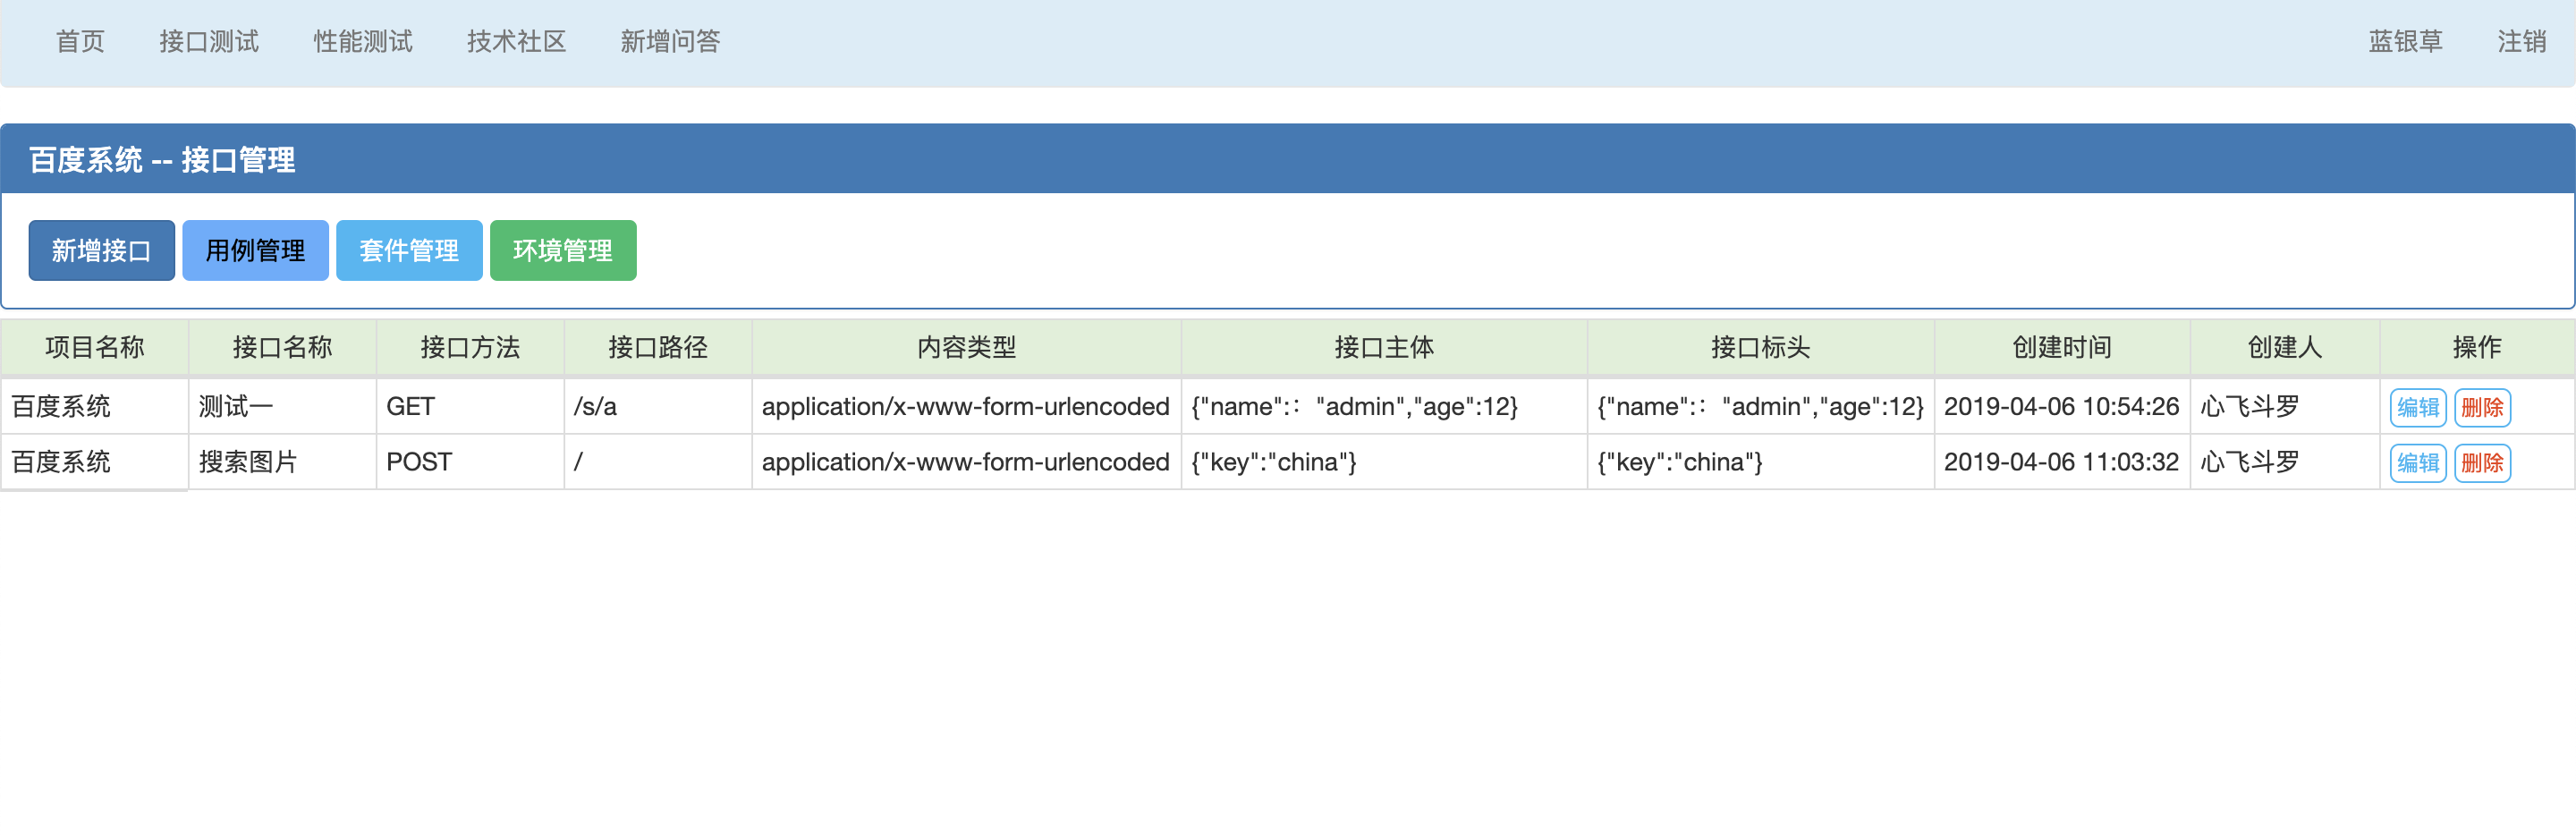 首页 接口测试 性能测试 技术社区 新增问答 蓝银草 注销
百度系统 -- 接口管理
新增接口 用例管理 套件管理 环境管理
项目名称 接口名称 接口方法 接口路径 内容类型 接口主体 接口标头 创建时间 创建人 操作
百度系统 测试一 GET /s/a application/x-www-form-urlencoded {"name":： "admin","age":12} {"name":： "admin","age":12} 2019-04-06 10:54:26 心飞斗罗 编辑 删除
百度系统 搜索图片 POST / application/x-www-form-urlencoded {"key":"china"} {"key":"china"} 2019-04-06 11:03:32 心飞斗罗 编辑 删除